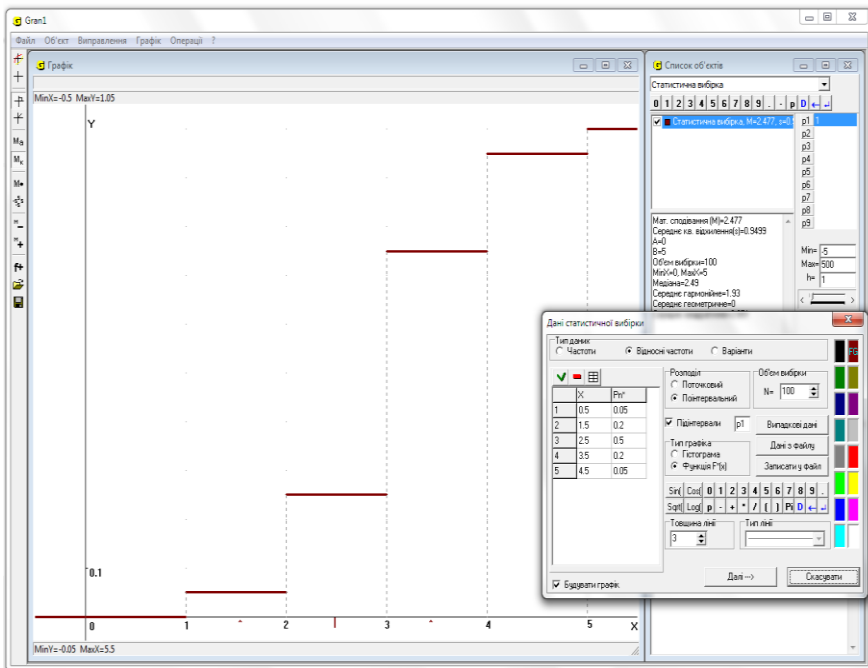 Gran1
Файл Об'єкт Виправлення Графік Операції ?
Графік
MinX=-0.5 MaxY=1.05
Y
0.1
0 1 2 3 4 5 X
MinY=-0.05 MaxX=5.5
Список об'єктів
Статистична вибірка
0 1 2 3 4 5 6 7 8 9 . - p D
Статистична вибірка, M=2.477, s=0.9
p1 1
p2
p3
p4
p5
p6
p7
p8
p9
Мат. сподівання (M)=2.477
Середнє кв. відхилення(s)=0.9499
A=0
B=5
Об'єм вибірки=100
MinX=0, MaxX=5
Медіана=2.49
Середнє гармонійне=1.93
Середнє геометричне=0
Min= -5
Max= 500
h= 1
Дані статистичної вибірки
Тип даних
Частоти Відносні частоти Варіанти
X Pn*
1 0.5 0.05
2 1.5 0.2
3 2.5 0.5
4 3.5 0.2
5 4.5 0.05
Будувати графік
Розподіл
Поточковий
Поінтервальний
Об'єм вибірки
N= 100
Підінтервали p1
Випадкові дані
Тип графіка
Гістограма
Функція F*(x)
Дані з файлу
Записати у файл
Sin( Cos( 0 1 2 3 4 5 6 7 8 9 .
Sqrt( Log( p - + * / ( ) Pi D
Товщина лінії
3
Тип лінії
Далі-->
Скасувати
FG